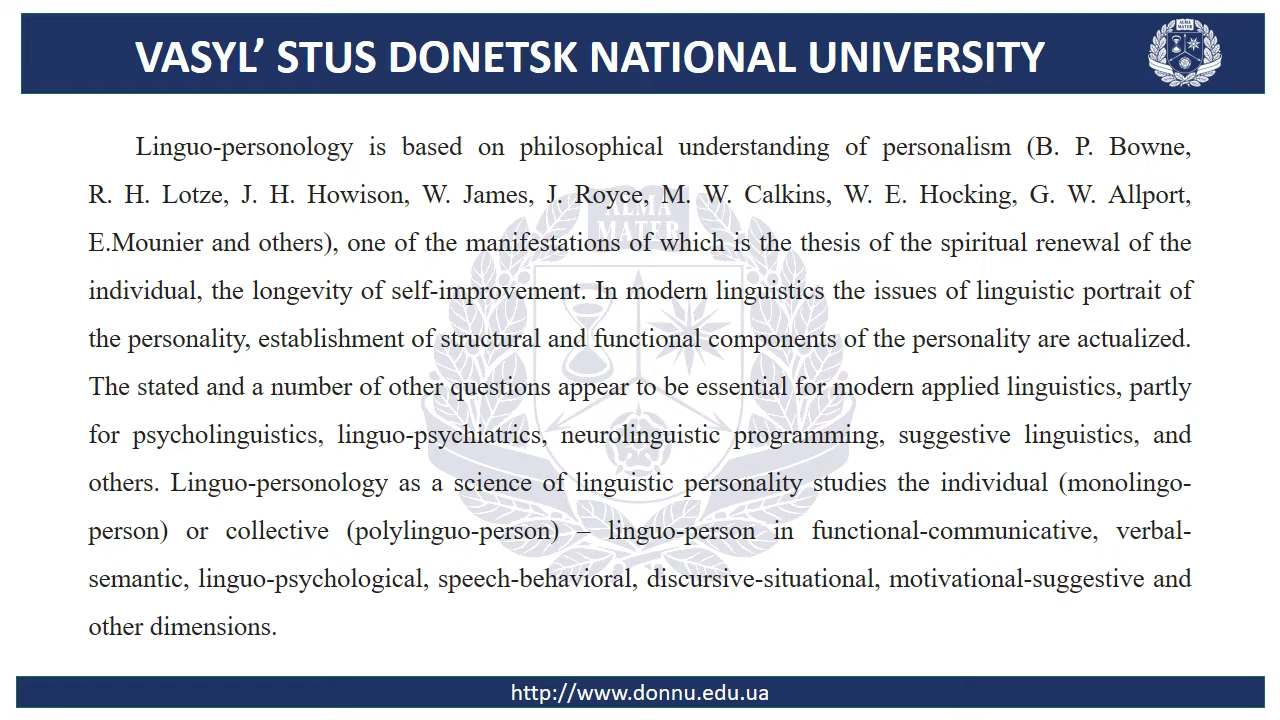 VASYL’ STUS DONETSK NATIONAL UNIVERSITY
ALMA
MATER
Linguo-personology is based on philosophical understanding of personalism (B. P. Bowne,
R. H. Lotze, J. H. Howison, W. James, J. Royce, M. W. Calkins, W. E. Hocking, G. W. Allport,
ALMA
MATER
E.Mounier and others), one of the manifestations of which is the thesis of the spiritual renewal of the
individual, the longevity of self-improvement. In modern linguistics the issues of linguistic portrait of
the personality, establishment of structural and functional components of the personality are actualized.
The stated and a number of other questions appear to be essential for modern applied linguistics, partly
for psycholinguistics, linguo-psychiatrics, neurolinguistic programming, suggestive linguistics, and
others. Linguo-personology as a science of linguistic personality studies the individual (monolingo-
person) or collective (polylinguo-person) – linguo-person in functional-communicative, verbal-
semantic, linguo-psychological, speech-behavioral, discursive-situational, motivational-suggestive and
other dimensions.
http://www.donnu.edu.ua